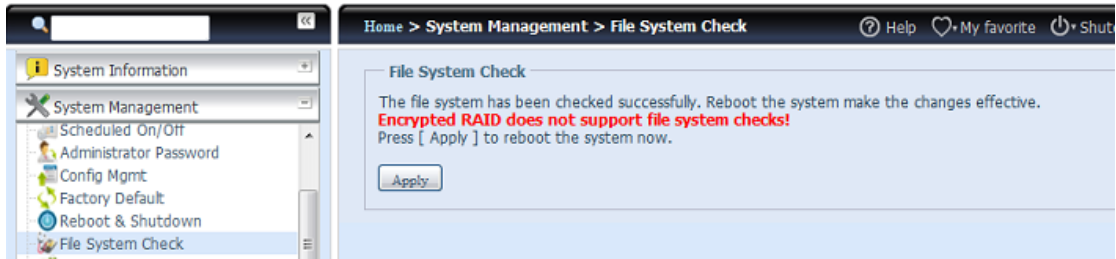 Home > System Management > File System Check
Help
My favorite
Shut
System Information
System Management
Scheduled On/Off
Administrator Password
Config Mgmt
Factory Default
Reboot & Shutdown
File System Check
File System Check
The file system has been checked successfully. Reboot the system make the changes effective.
Encrypted RAID does not support file system checks!
Press [ Apply ] to reboot the system now.
Apply